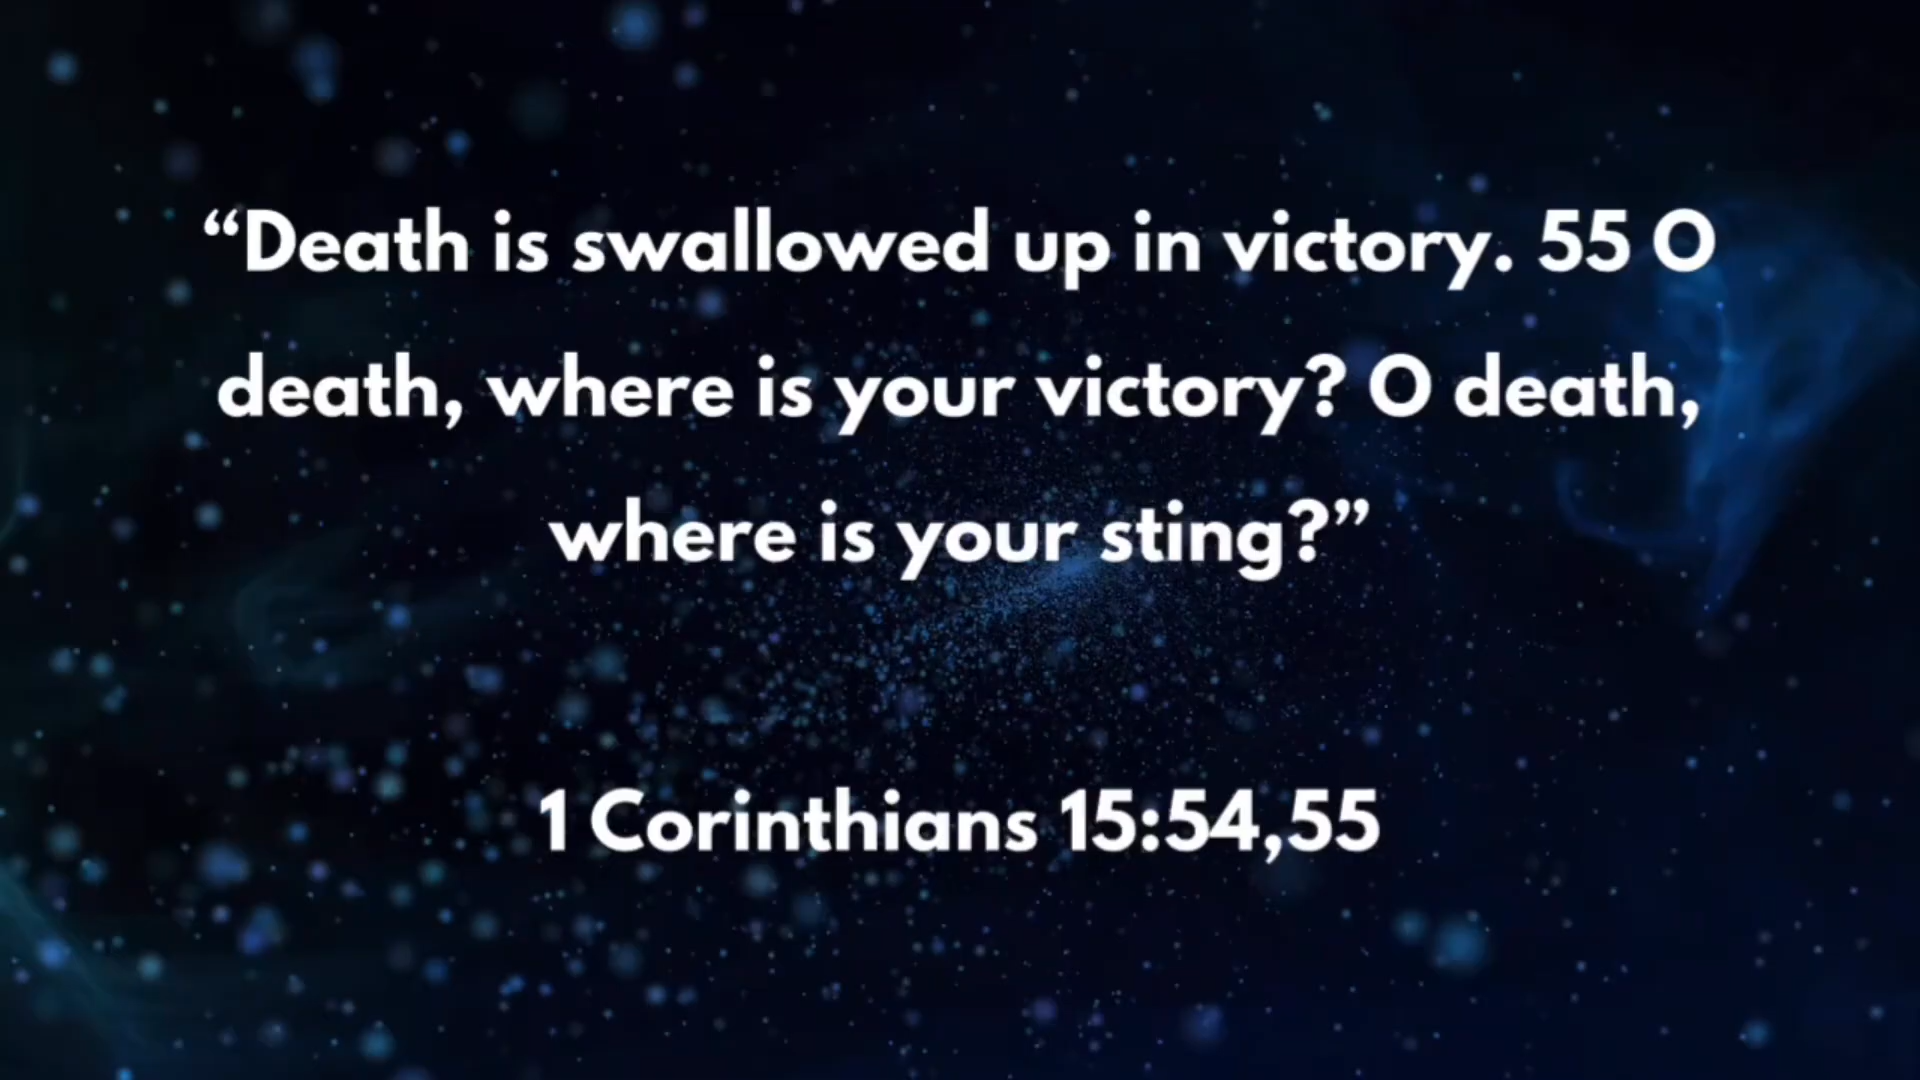 “Death is swallowed up in victory. 55 O
death, where is your victory? O death,
where is your sting?”
1 Corinthians 15:54,55